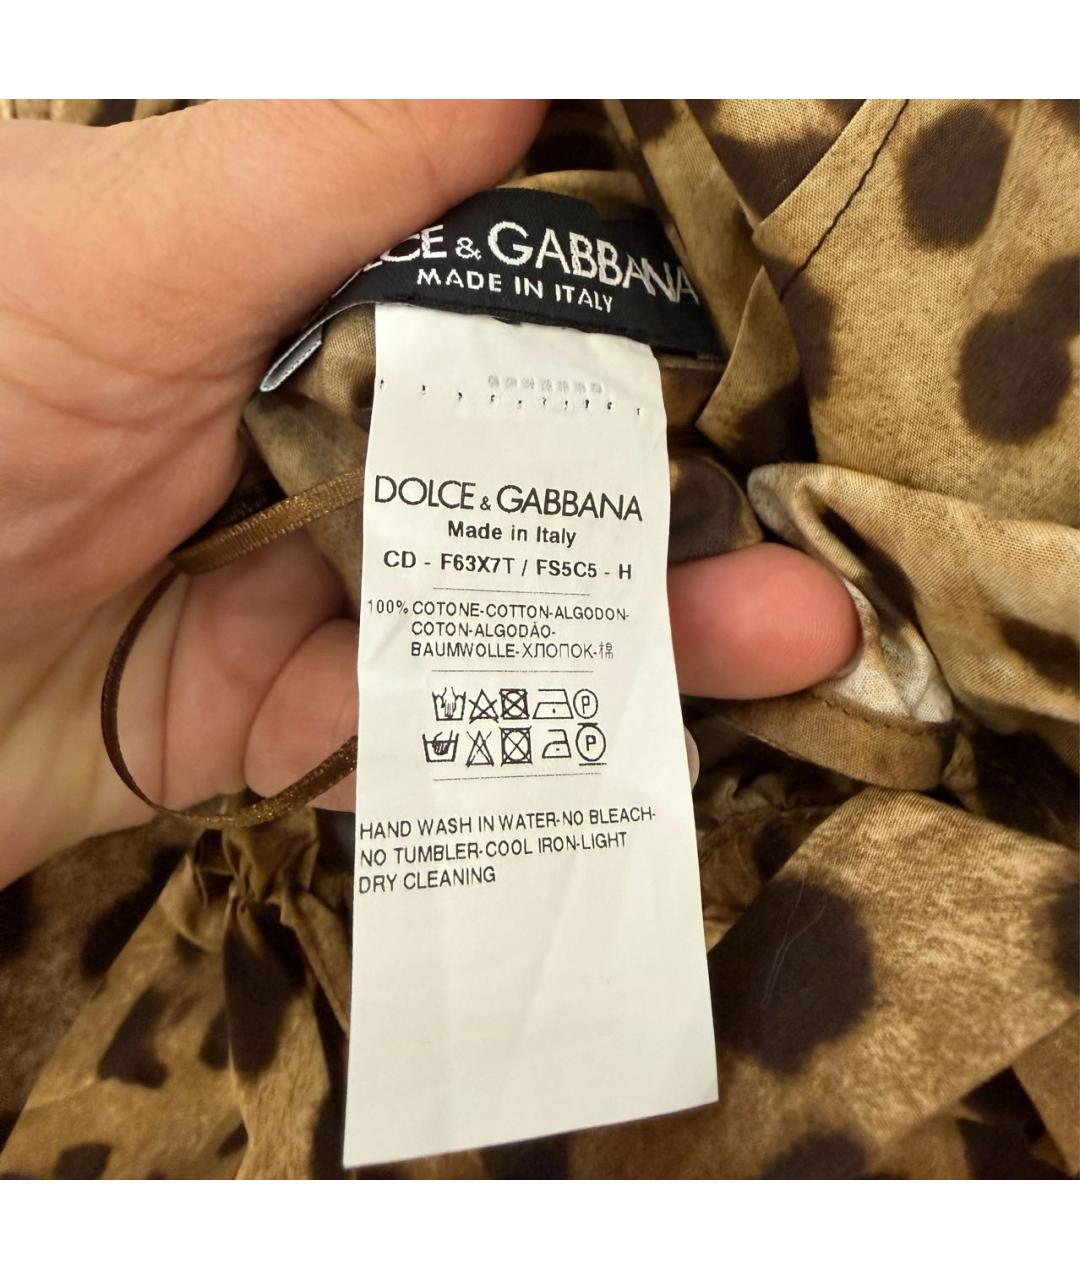 CE & GABBANA
MADE IN ITALY
DOLCE & GABBANA
Made in Italy
CD - F63X7T / FS5C5 - H
100% COTONE-COTTON-ALGODON-
COTON-ALGODÃO-
BAUMWOLLE-ХЛОПОК-棉
P
P
HAND WASH IN WATER-NO BLEACH-
NO TUMBLER-COOL IRON-LIGHT
DRY CLEANING